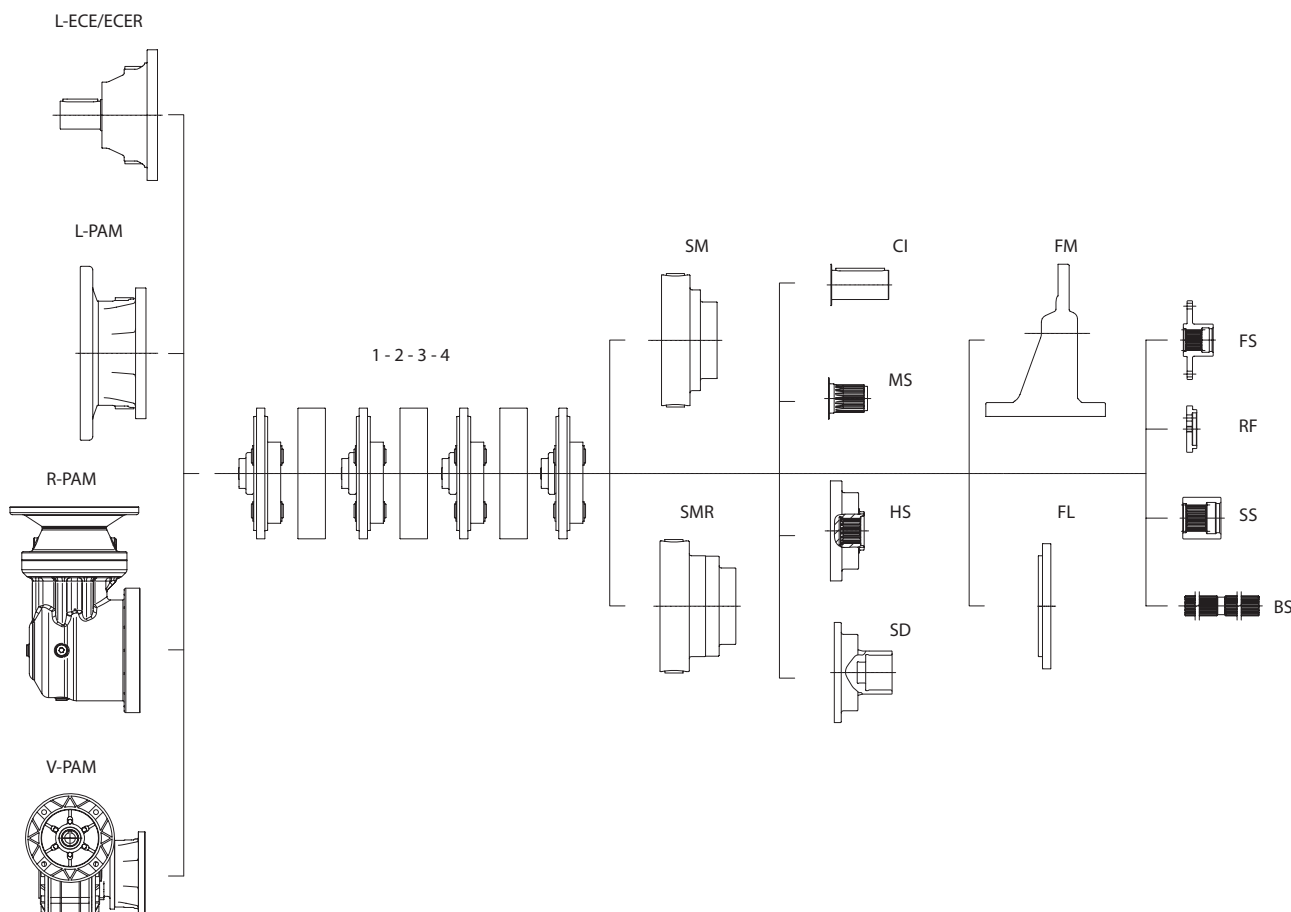 L-ECE/ECER
L-PAM
R-PAM
V-PAM
1 - 2 - 3 - 4
SM
SMR
CI
MS
HS
SD
FM
FL
FS
RF
SS
BS